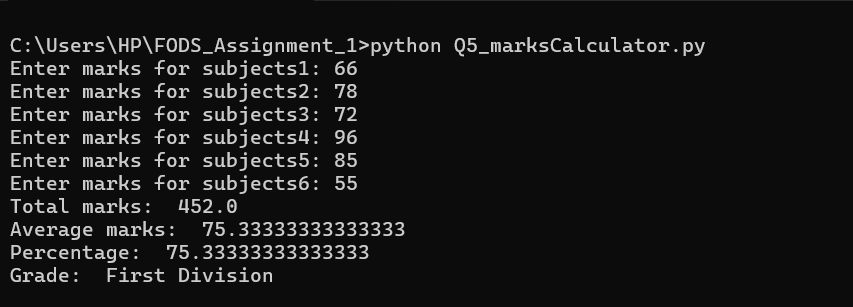 C:\Users\HP\FODS_Assignment_1>python Q5_marksCalculator.py
Enter marks for subjects1: 66
Enter marks for subjects2: 78
Enter marks for subjects3: 72
Enter marks for subjects4: 96
Enter marks for subjects5: 85
Enter marks for subjects6: 55
Total marks:  452.0
Average marks:  75.33333333333333
Percentage:  75.33333333333333
Grade:  First Division